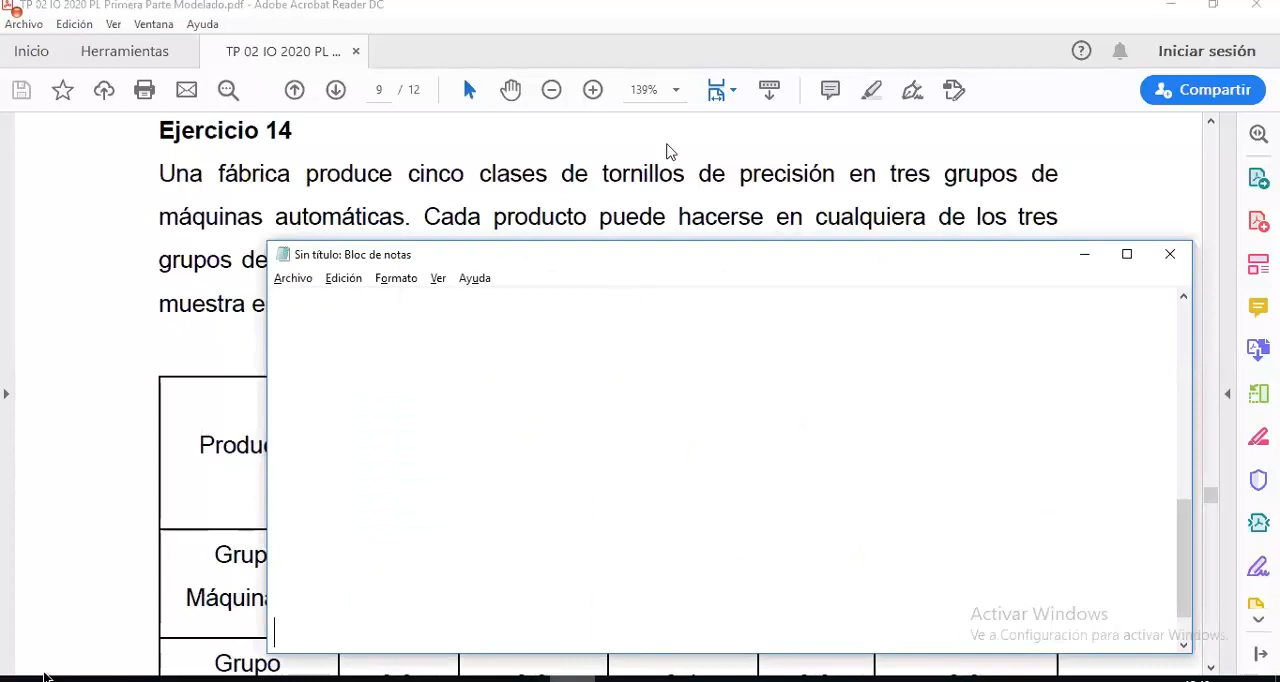 TP 02 IO 2020 PL Primera Parte Modelado.pdf - Adobe Acrobat Reader DC
Archivo Edición Ver Ventana Ayuda
Inicio Herramientas TP 02 IO 2020 PL ... × Iniciar sesión
9 / 12 139% Compartir
Ejercicio 14
Una fábrica produce cinco clases de tornillos de precisión en tres grupos de
máquinas automáticas. Cada producto puede hacerse en cualquiera de los tres
grupos de
muestra e
Sin título: Bloc de notas
Archivo Edición Formato Ver Ayuda
Produc
Grup
Máquina
Grupo
Activar Windows
Ve a Configuración para activar Windows.